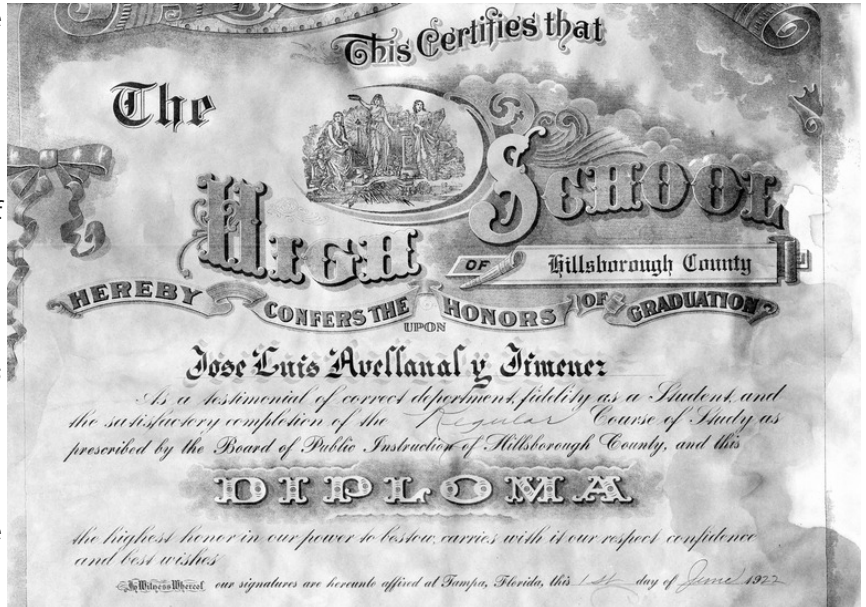 This Certifies that
The
High School
OF Hillsborough County
HEREBY CONFERS THE HONORS OF GRADUATION
UPON
Jose Luis Avellanal y Jimenez
As a testimonial of correct deportment, fidelity as a Student, and
the satisfactory completion of the Regular Course of Study as
prescribed by the Board of Public Instruction of Hillsborough County, and this
DIPLOMA
the highest honor in our power to bestow, carries with it our respect confidence
and best wishes
In Witness Whereof our signatures are hereunto affixed at Tampa, Florida, this 1st day of June 1922